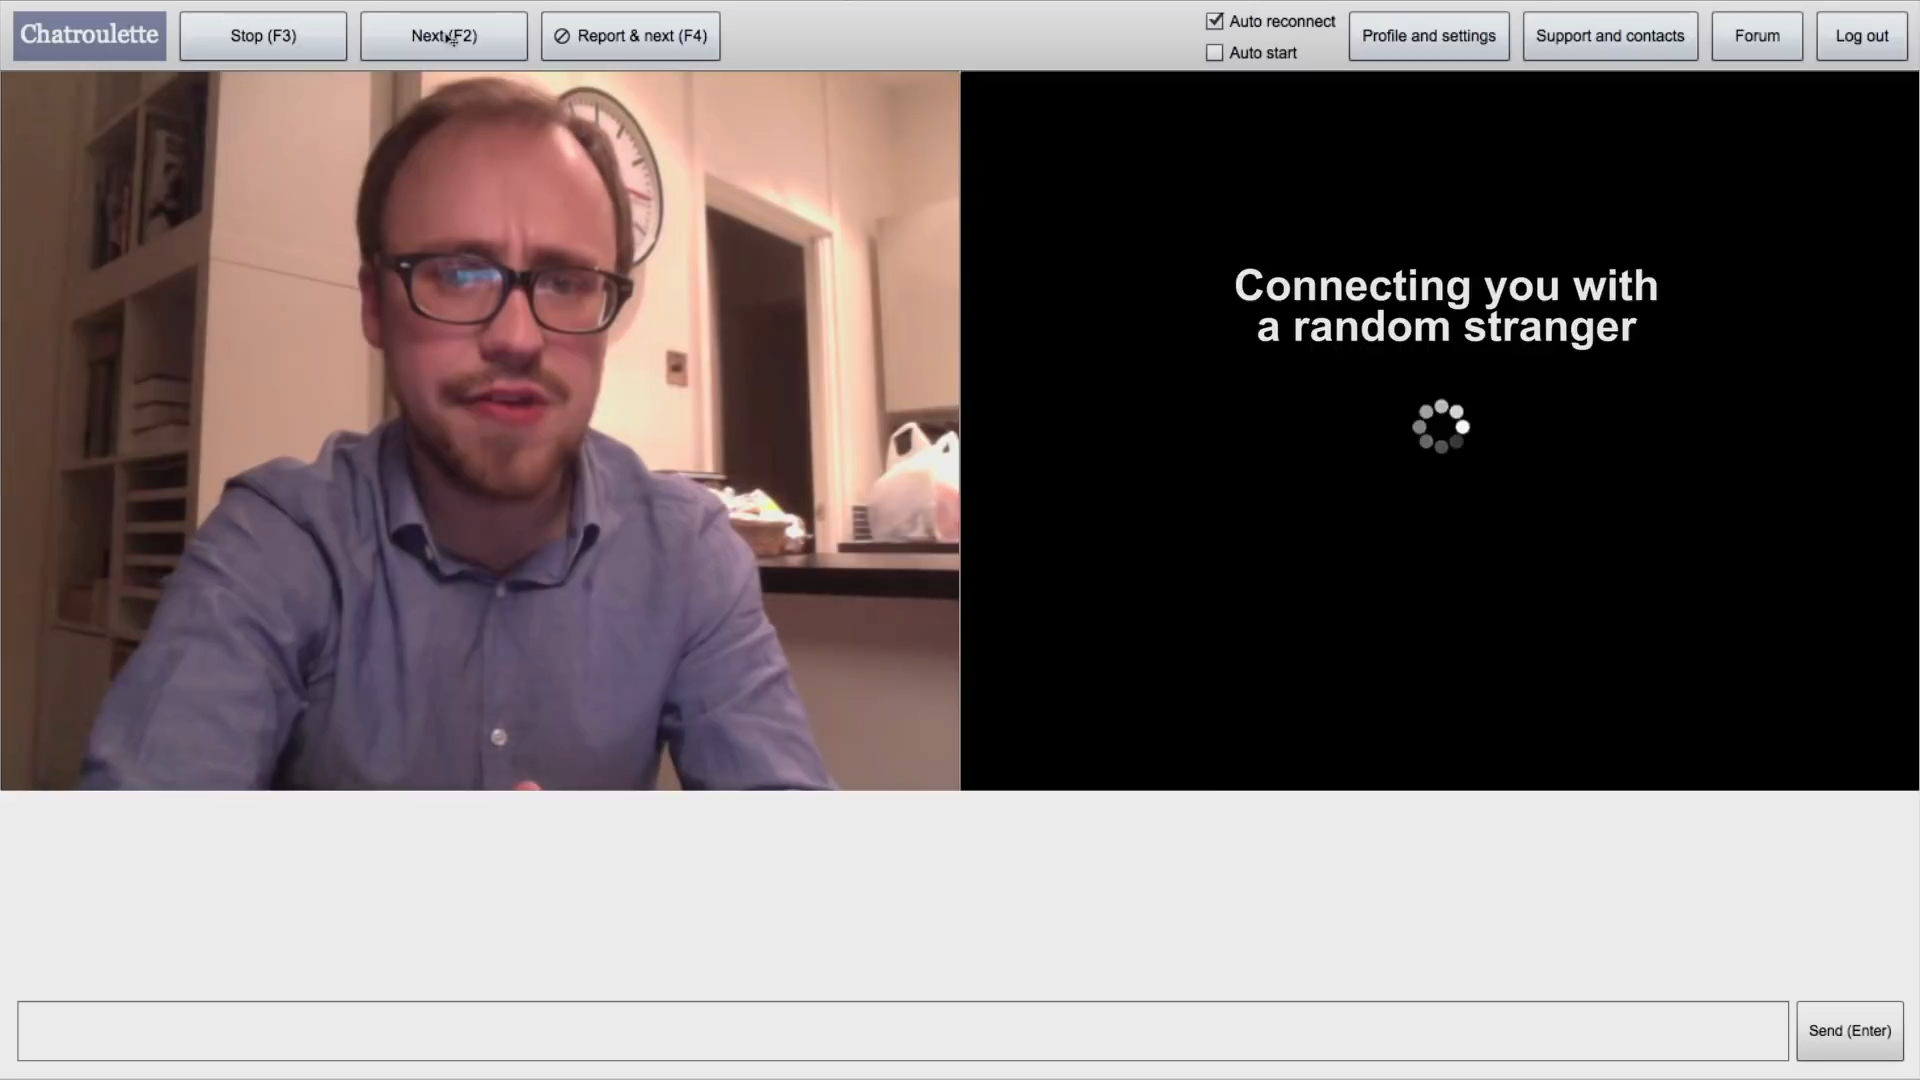 Chatroulette
Stop (F3)
Next (F2)
Report & next (F4)
Auto reconnect
Auto start
Profile and settings
Support and contacts
Forum
Log out
Connecting you with
a random stranger
Send (Enter)